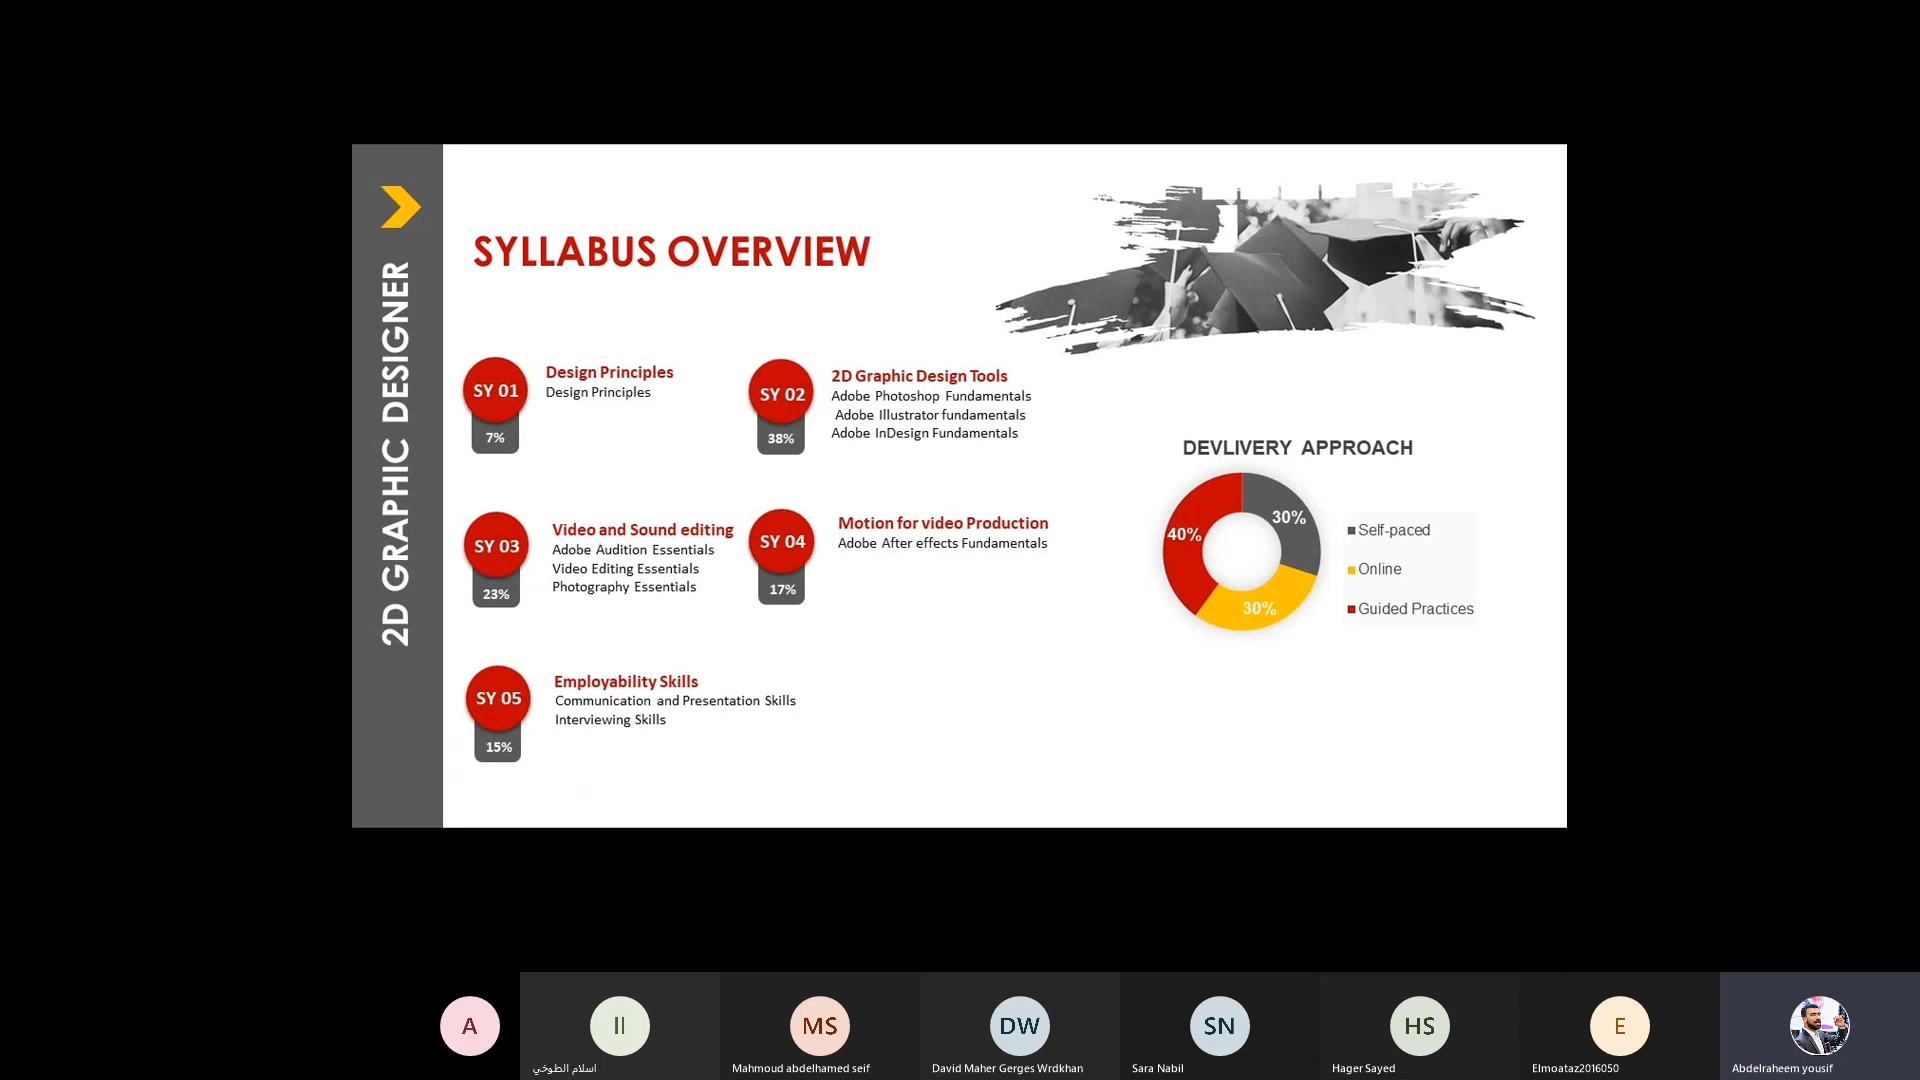 2D GRAPHIC DESIGNER
SYLLABUS OVERVIEW
SY 01
7%
Design Principles
Design Principles
SY 02
38%
2D Graphic Design Tools
Adobe Photoshop Fundamentals
Adobe Illustrator fundamentals
Adobe InDesign Fundamentals
SY 03
23%
Video and Sound editing
Adobe Audition Essentials
Video Editing Essentials
Photography Essentials
SY 04
17%
Motion for video Production
Adobe After effects Fundamentals
SY 05
15%
Employability Skills
Communication and Presentation Skills
Interviewing Skills
DEVLIVERY APPROACH
30%
40%
30%
Self-paced
Online
Guided Practices
A
اا
اسلام الطوخي
MS
Mahmoud abdelhamed seif
DW
David Maher Gerges Wrdkhan
SN
Sara Nabil
HS
Hager Sayed
E
Elmoataz2016050
Abdelraheem yousif